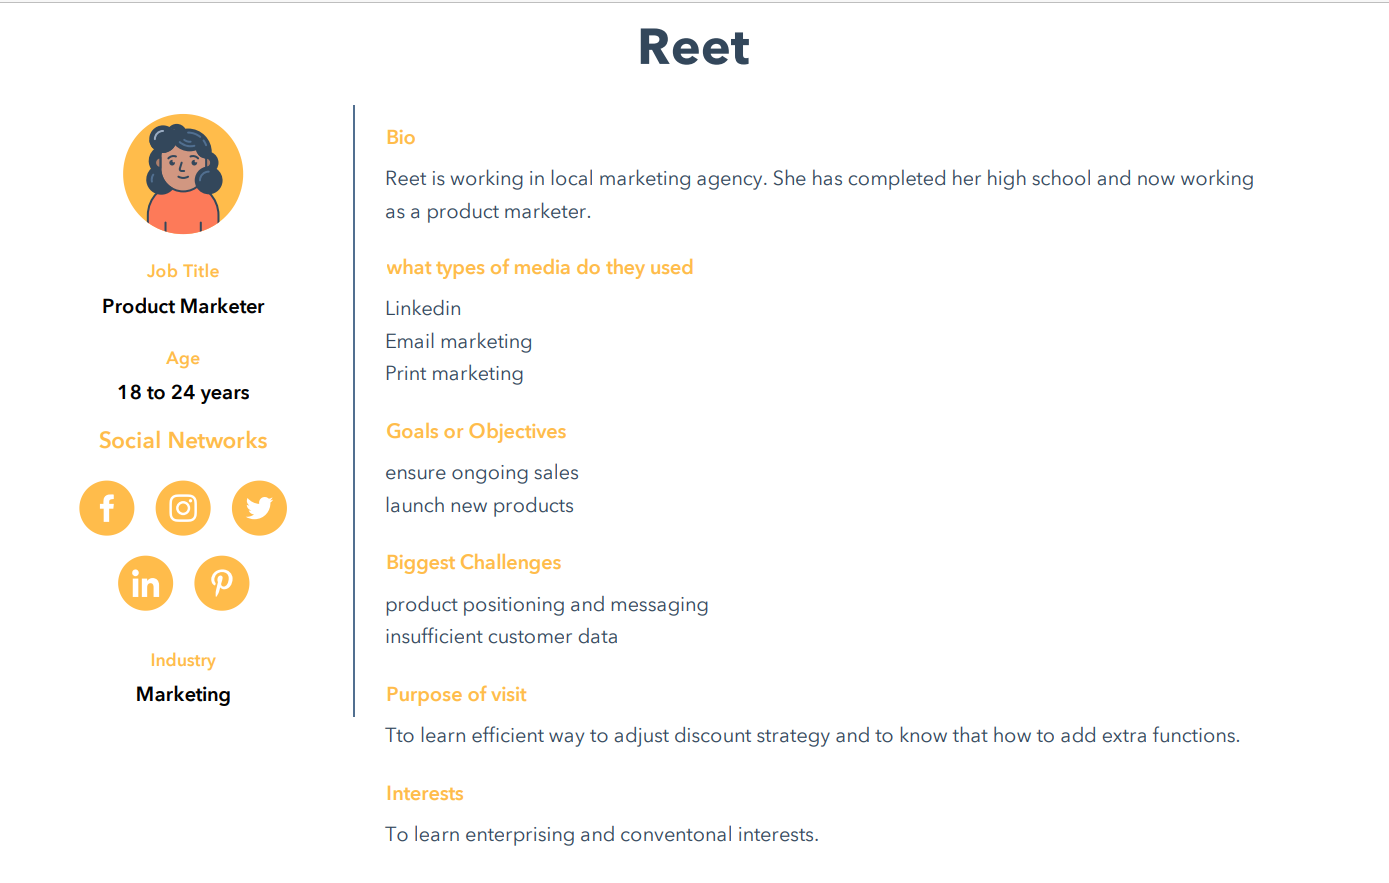 Reet
Job Title
Product Marketer
Age
18 to 24 years
Social Networks
f
in
Industry
Marketing
Bio
Reet is working in local marketing agency. She has completed her high school and now working
as a product marketer.
what types of media do they used
Linkedin
Email marketing
Print marketing
Goals or Objectives
ensure ongoing sales
launch new products
Biggest Challenges
product positioning and messaging
insufficient customer data
Purpose of visit
Tto learn efficient way to adjust discount strategy and to know that how to add extra functions.
Interests
To learn enterprising and conventonal interests.